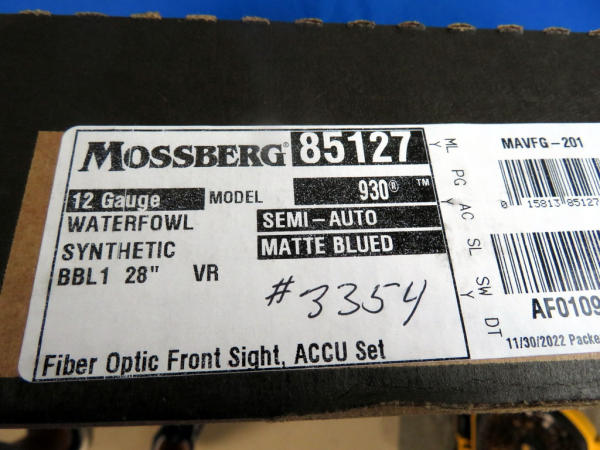 MOSSBERG® 85127
12 Gauge MODEL 930® ™
WATERFOWL SEMI-AUTO
SYNTHETIC MATTE BLUED
BBL1 28" VR
#3354
Fiber Optic Front Sight, ACCU Set
ML PG AC SL SW DT
Y Y Y
MAVFG-201
0 15813 85127
AF0109
11/30/2022 Packe